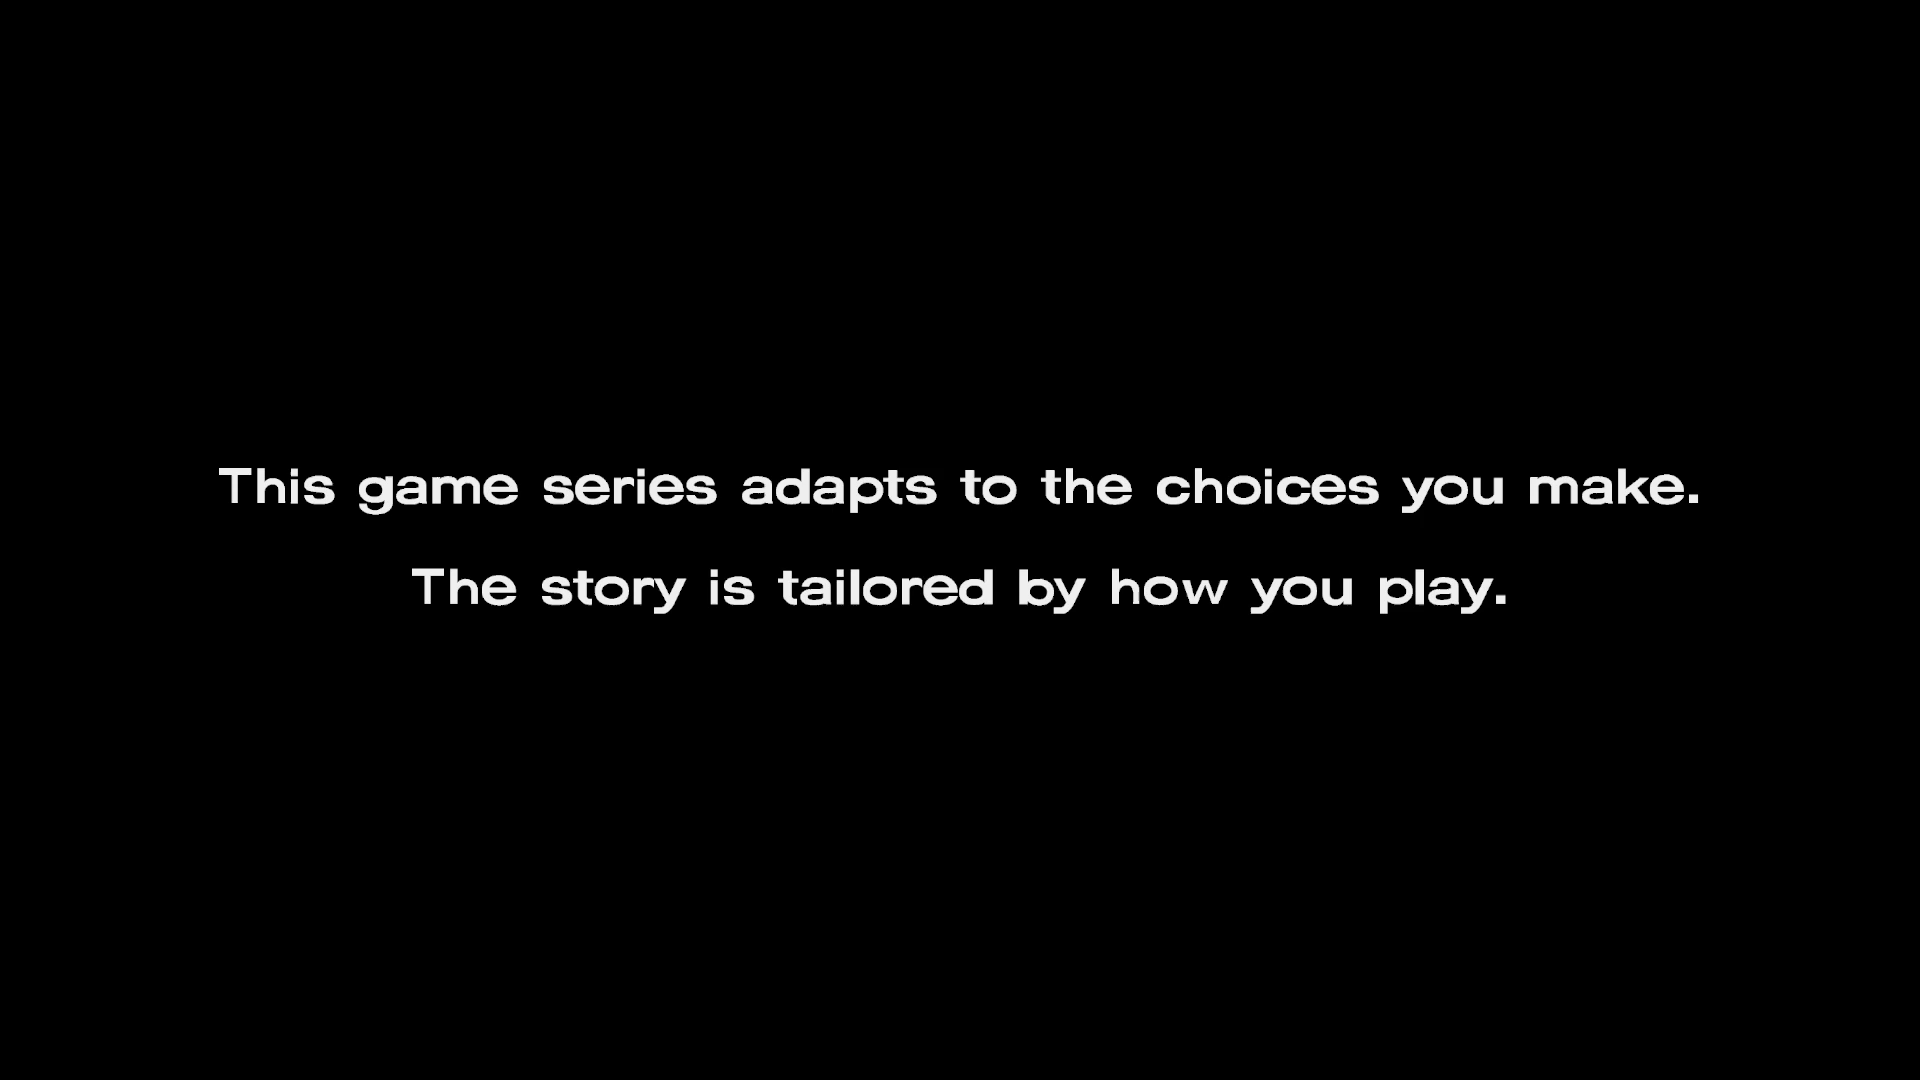 This game series adapts to the choices you make.
The story is tailored by how you play.